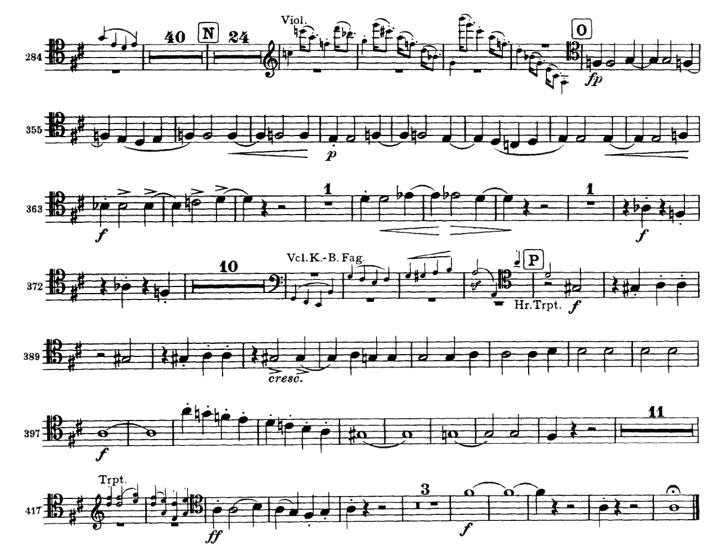 Viol.
284 40 N 24 O
fp
355
p
363 1 1
f f
Vcl.K.-B. Fag.
372 10 P
Hr.Trpt. f
389
cresc.
397 11
f
Trpt.
417 3
ff f